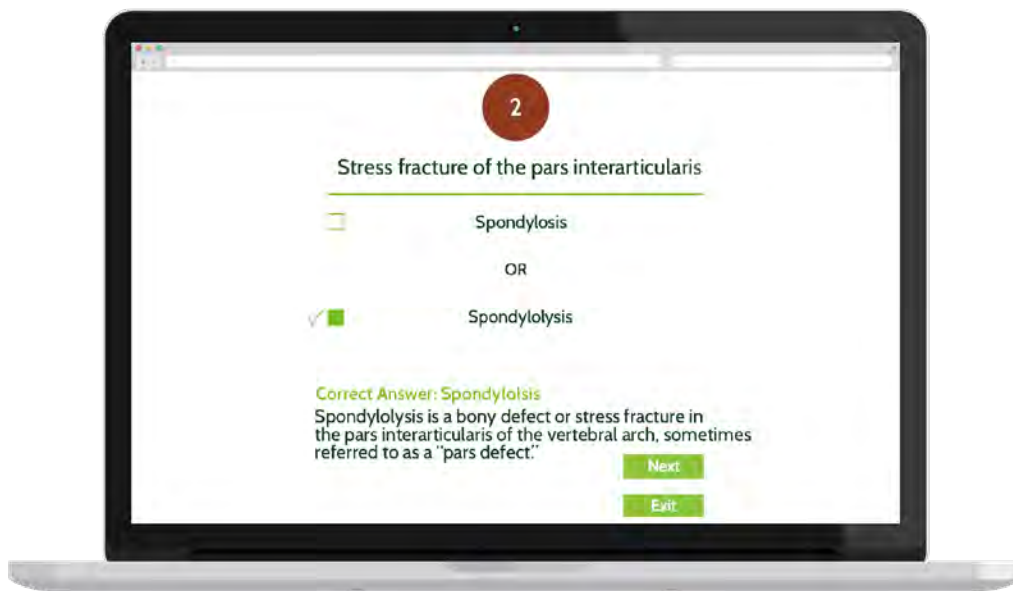 2
Stress fracture of the pars interarticularis
Spondylosis
OR
Spondylolysis
Correct Answer: Spondylolsis
Spondylolysis is a bony defect or stress fracture in
the pars interarticularis of the vertebral arch, sometimes
referred to as a "pars defect."
Next
Exit